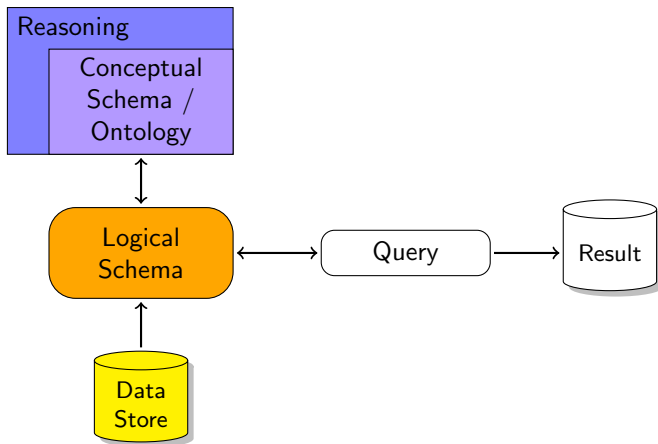 Reasoning
Conceptual
Schema /
Ontology
Logical
Schema
Query
Result
Data
Store